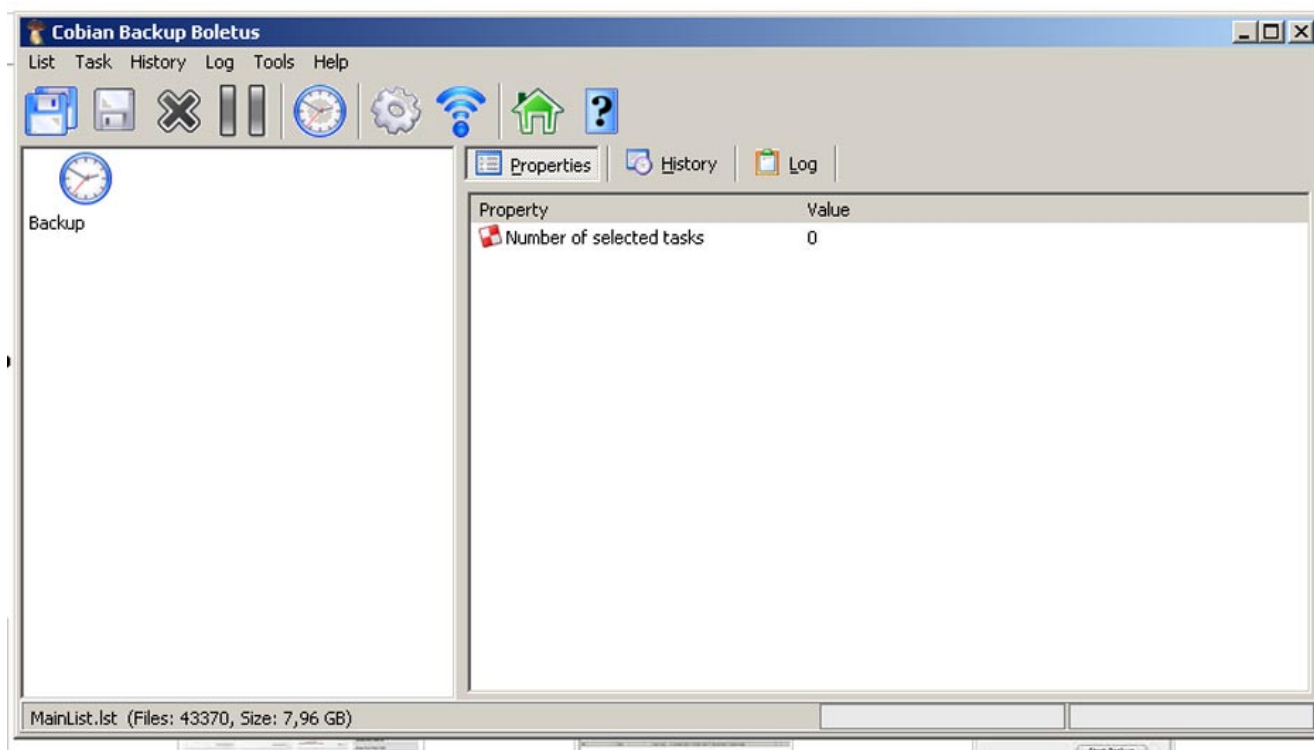 Cobian Backup Boletus
List Task History Log Tools Help
Properties History Log
Backup
Property Value
Number of selected tasks 0
MainList.lst (Files: 43370, Size: 7,96 GB)